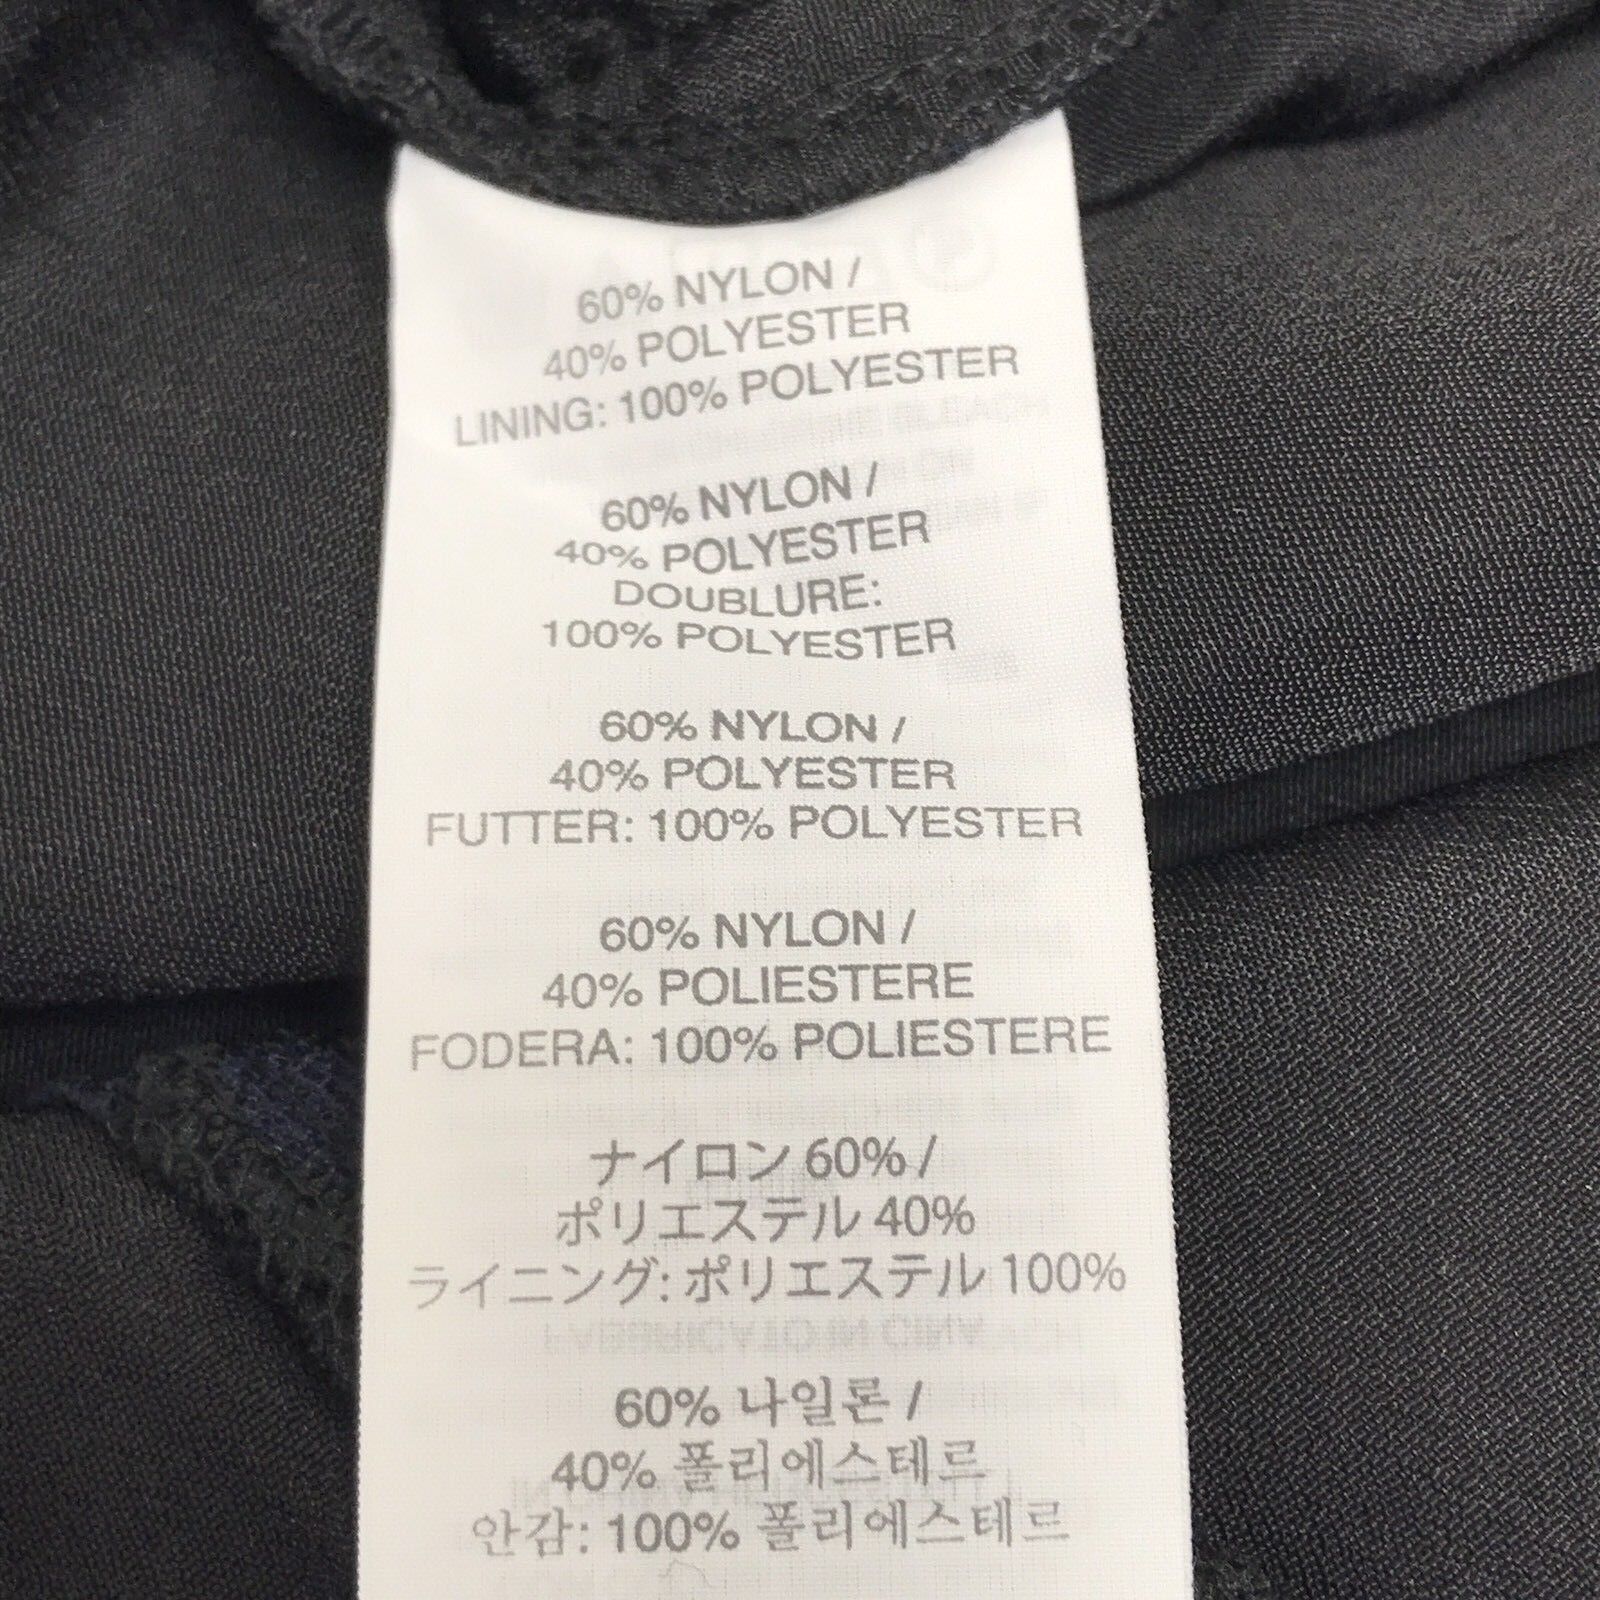 60% NYLON /
40% POLYESTER
LINING: 100% POLYESTER
60% NYLON /
40% POLYESTER
DOUBLURE:
100% POLYESTER
60% NYLON /
40% POLYESTER
FUTTER: 100% POLYESTER
60% NYLON /
40% POLIESTERE
FODERA: 100% POLIESTERE
ナイロン 60% /
ポリエステル 40%
ライニング: ポリエステル 100%
60% 나일론 /
40% 폴리에스테르
안감: 100% 폴리에스테르